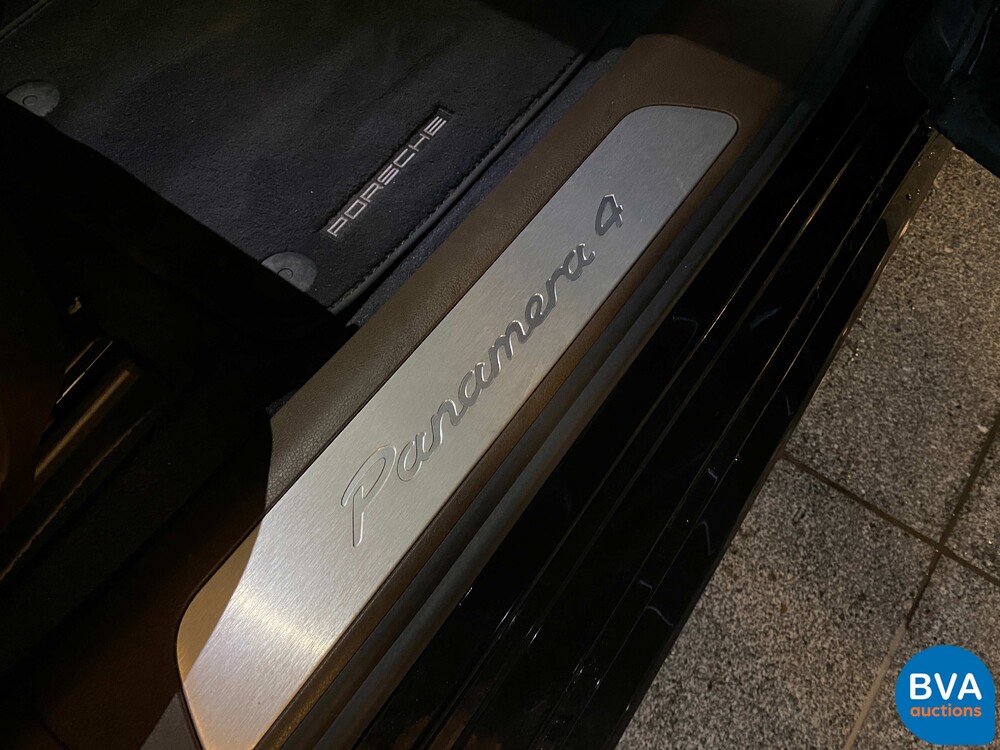 PORSCHE
Panamera 4
BVA
auctions